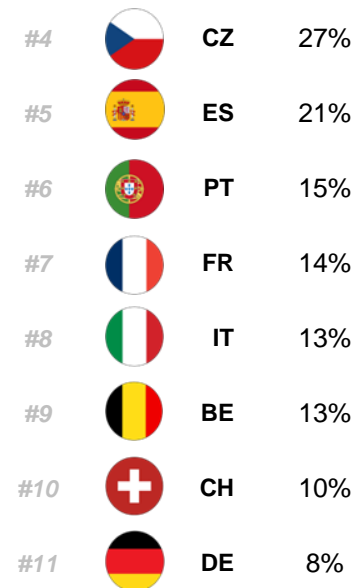 #4 CZ 27%
#5 ES 21%
#6 PT 15%
#7 FR 14%
#8 IT 13%
#9 BE 13%
#10 CH 10%
#11 DE 8%